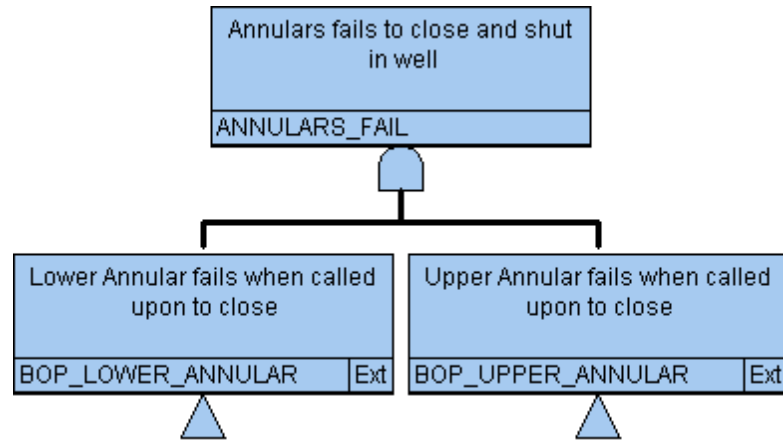 Annulars fails to close and shut
in well
ANNULARS_FAIL
Lower Annular fails when called
upon to close
BOP_LOWER_ANNULAR Ext
Upper Annular fails when called
upon to close
BOP_UPPER_ANNULAR Ext